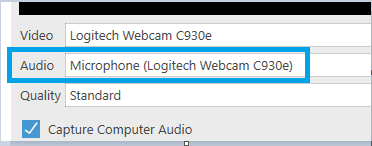 Video Logitech Webcam C930e
Audio Microphone (Logitech Webcam C930e)
Quality Standard
Capture Computer Audio